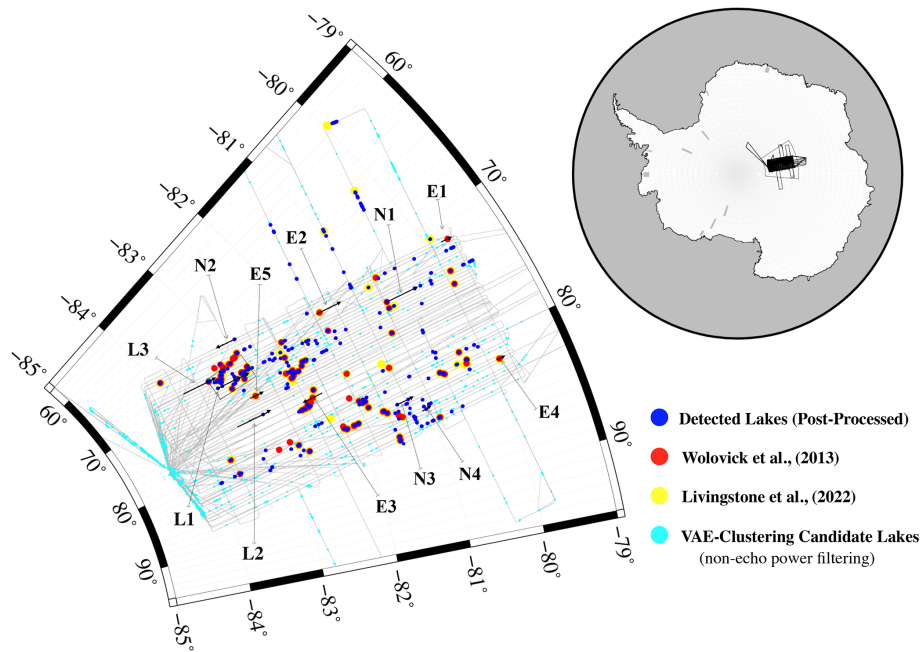 −79°
60°
−80°
−81°
70°
−82°
E1
N1
E2
−83°
N2
E5
80°
−84°
L3
−85°
60°
E4
Detected Lakes (Post-Processed)
90°
70°
Wolovick et al., (2013)
N3
N4
Livingstone et al., (2022)
E3
L1
80°
VAE-Clustering Candidate Lakes
L2
(non-echo power filtering)
−79°
90°
−80°
−81°
−82°
−83°
−84°
−85°